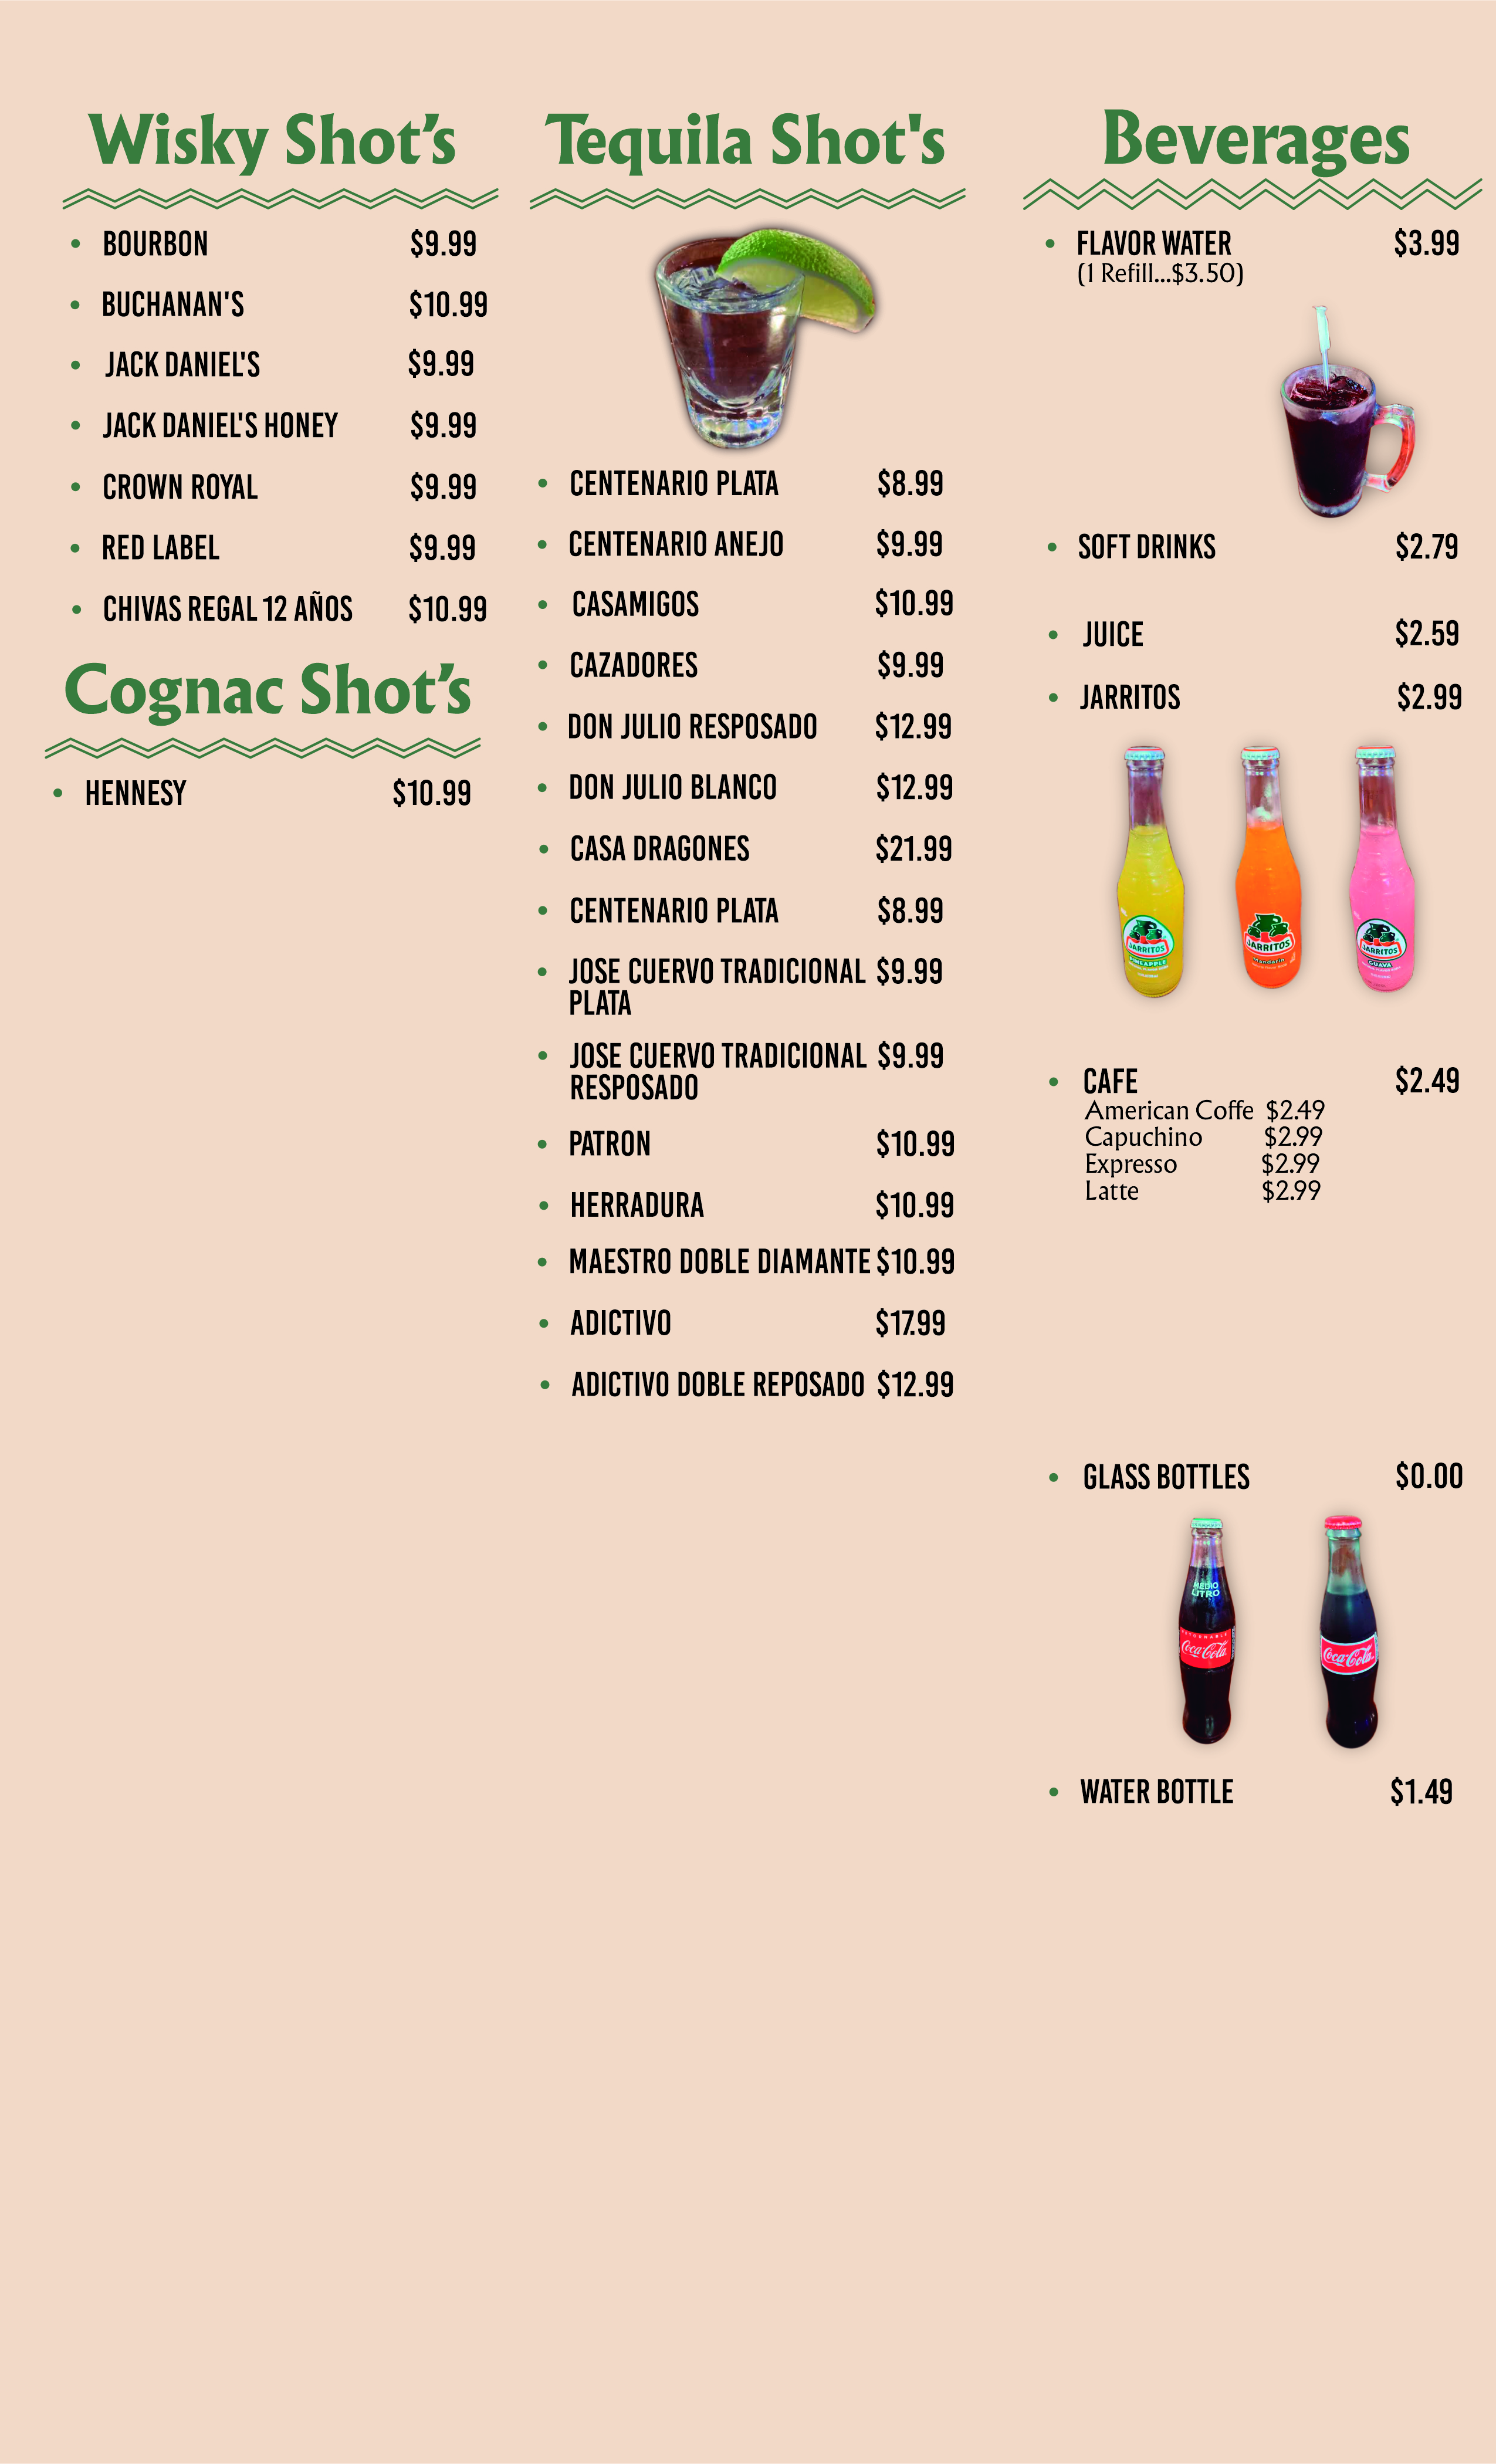 Wisky Shot’s
BOURBON $9.99
BUCHANAN'S $10.99
JACK DANIEL'S $9.99
JACK DANIEL'S HONEY $9.99
CROWN ROYAL $9.99
RED LABEL $9.99
CHIVAS REGAL 12 AÑOS $10.99
Cognac Shot’s
HENNESY $10.99
Tequila Shot's
CENTENARIO PLATA $8.99
CENTENARIO ANEJO $9.99
CASAMIGOS $10.99
CAZADORES $9.99
DON JULIO RESPOSADO $12.99
DON JULIO BLANCO $12.99
CASA DRAGONES $21.99
CENTENARIO PLATA $8.99
JOSE CUERVO TRADICIONAL $9.99
PLATA
JOSE CUERVO TRADICIONAL $9.99
RESPOSADO
PATRON $10.99
HERRADURA $10.99
MAESTRO DOBLE DIAMANTE $10.99
ADICTIVO $17.99
ADICTIVO DOBLE REPOSADO $12.99
Beverages
FLAVOR WATER $3.99
(1 Refill...$3.50)
SOFT DRINKS $2.79
JUICE $2.59
JARRITOS $2.99
JARRITOS
PINEAPPLE
JARRITOS
Mandarin
JARRITOS
GUAVA
CAFE $2.49
American Coffe $2.49
Capuchino $2.99
Expresso $2.99
Latte $2.99
GLASS BOTTLES $0.00
MEDIO
LITRO
Coca-Cola
Coca-Cola
WATER BOTTLE $1.49